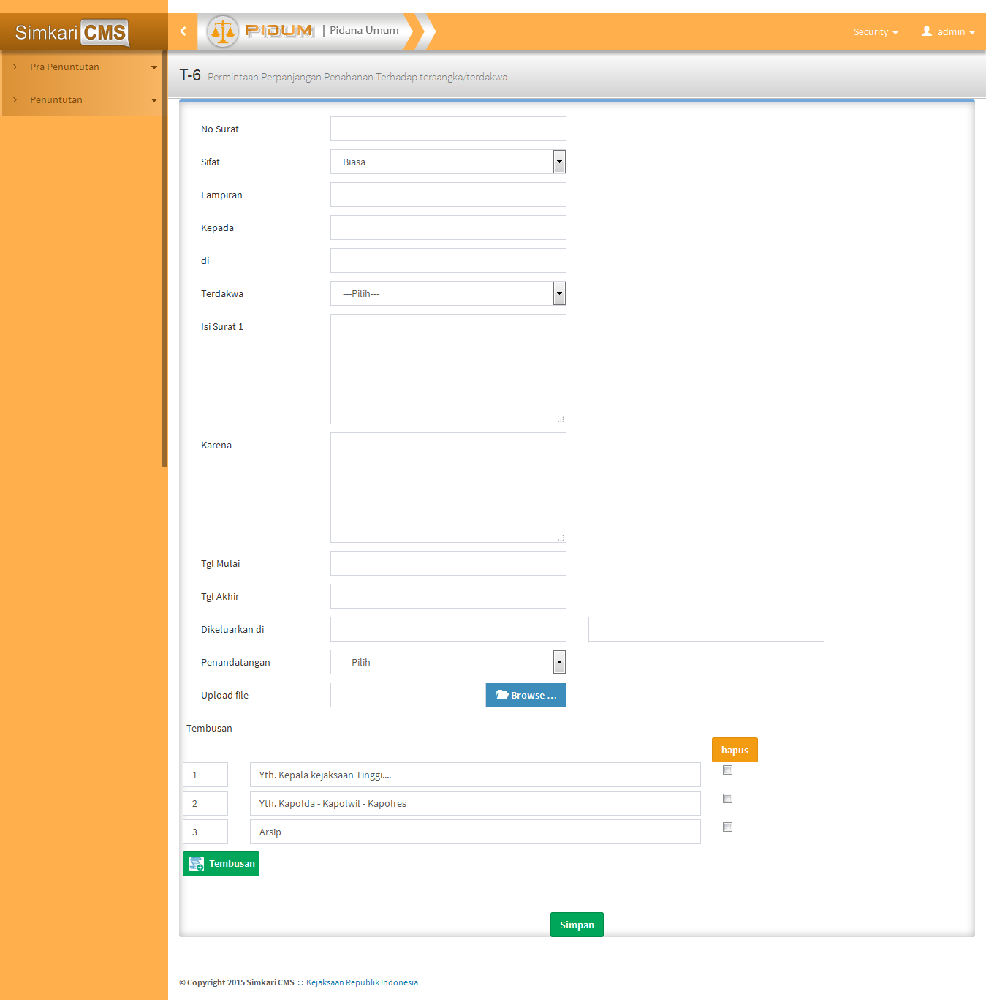 Simkari CMS
PIDUM | Pidana Umum
Security
admin
Pra Penuntutan
Penuntutan
T-6 Permintaan Perpanjangan Penahanan Terhadap tersangka/terdakwa
No Surat
Sifat
Biasa
Lampiran
Kepada
di
Terdakwa
---Pilih---
Isi Surat 1
Karena
Tgl Mulai
Tgl Akhir
Dikeluarkan di
Penandatangan
---Pilih---
Upload file
Browse ...
Tembusan
hapus
1 Yth. Kepala kejaksaan Tinggi....
2 Yth. Kapolda - Kapolwil - Kapolres
3 Arsip
Tembusan
Simpan
© Copyright 2015 Simkari CMS :: Kejaksaan Republik Indonesia